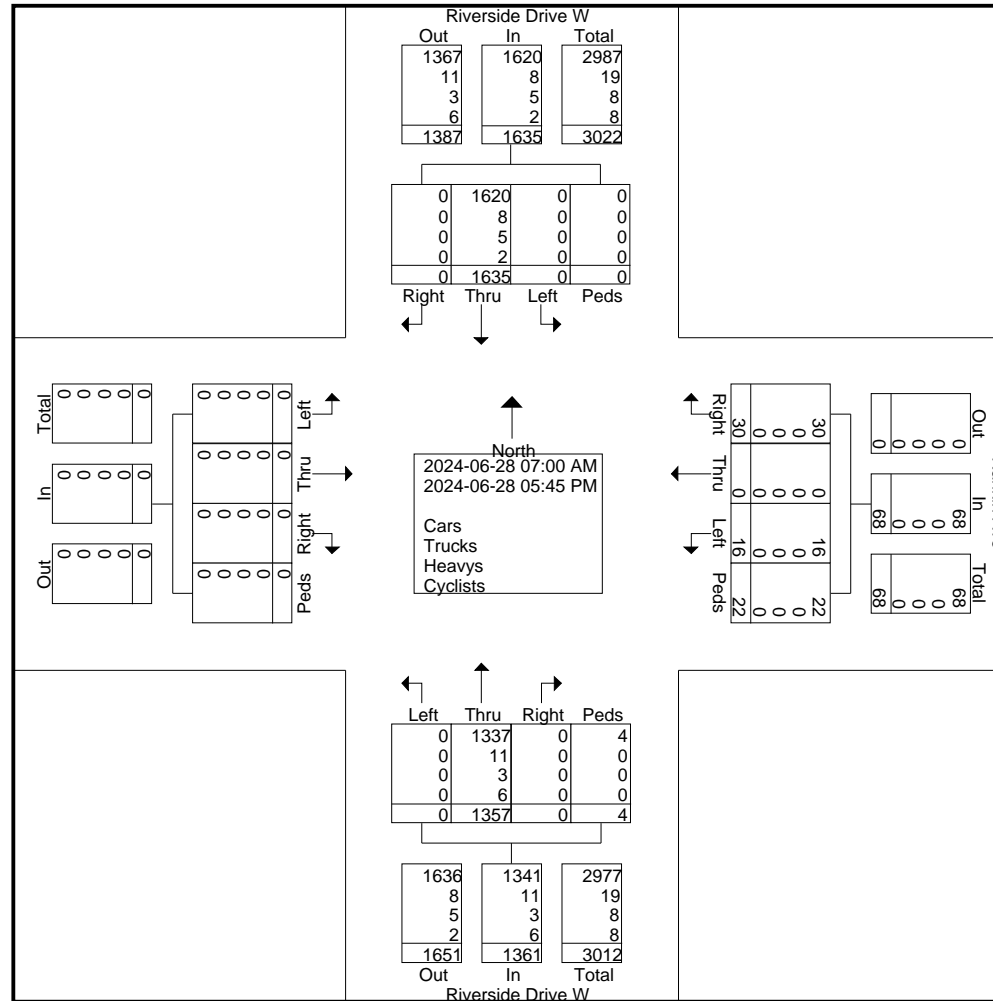 Riverside Drive W
Out In Total
1367 1620 2987
11 8 19
3 5 8
6 2 8
1387 1635 3022
0 1620 0 0
0 8 0 0
0 5 0 0
0 2 0 0
0 1635 0 0
Right Thru Left Peds
Total
0 0 0 0 0
In
0 0 0 0 0
Out
0 0 0 0 0
Left
0 0 0 0 0
Thru
0 0 0 0 0
Right
0 0 0 0 0
Peds
0 0 0 0 0
North
2024-06-28 07:00 AM
2024-06-28 05:45 PM
Cars
Trucks
Heavys
Cyclists
Right
30 0 0 0 30
Thru
0 0 0 0 0
Left
16 0 0 0 16
Peds
22 0 0 0 22
Out
0 0 0 0 0
In
68 0 0 0 68
Total
68 0 0 0 68
Left Thru Right Peds
0 1337 0 4
0 11 0 0
0 3 0 0
0 6 0 0
0 1357 0 4
1636 1341 2977
8 11 19
5 3 8
2 6 8
1651 1361 3012
Out In Total
Riverside Drive W